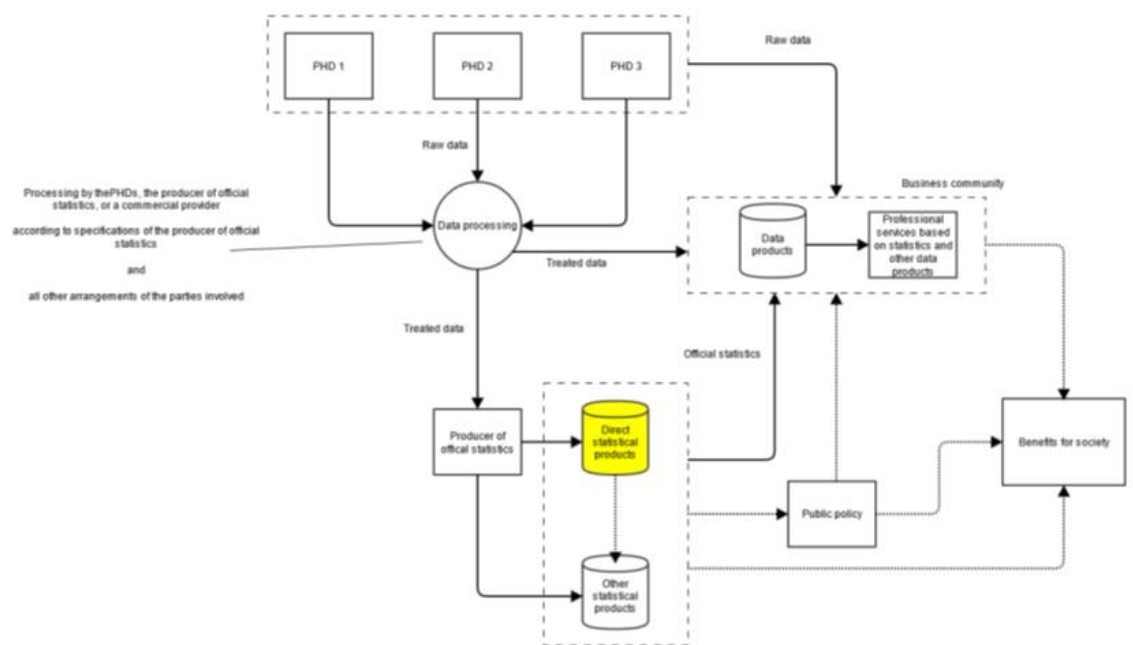 PHD 1
PHD 2
PHD 3
Raw data
Raw data
Processing by thePHDs, the producer of official
statistics, or a commercial provider
according to specifications of the producer of official
statistics
and
all other arrangements of the parties involved
Data processing
Business community
Data
products
Professional
services based
on statistics and
other data
products
Treated data
Treated data
Official statistics
Producer of
offical statistics
Direct
statistical
products
Benefits for society
Public policy
Other
statistical
products